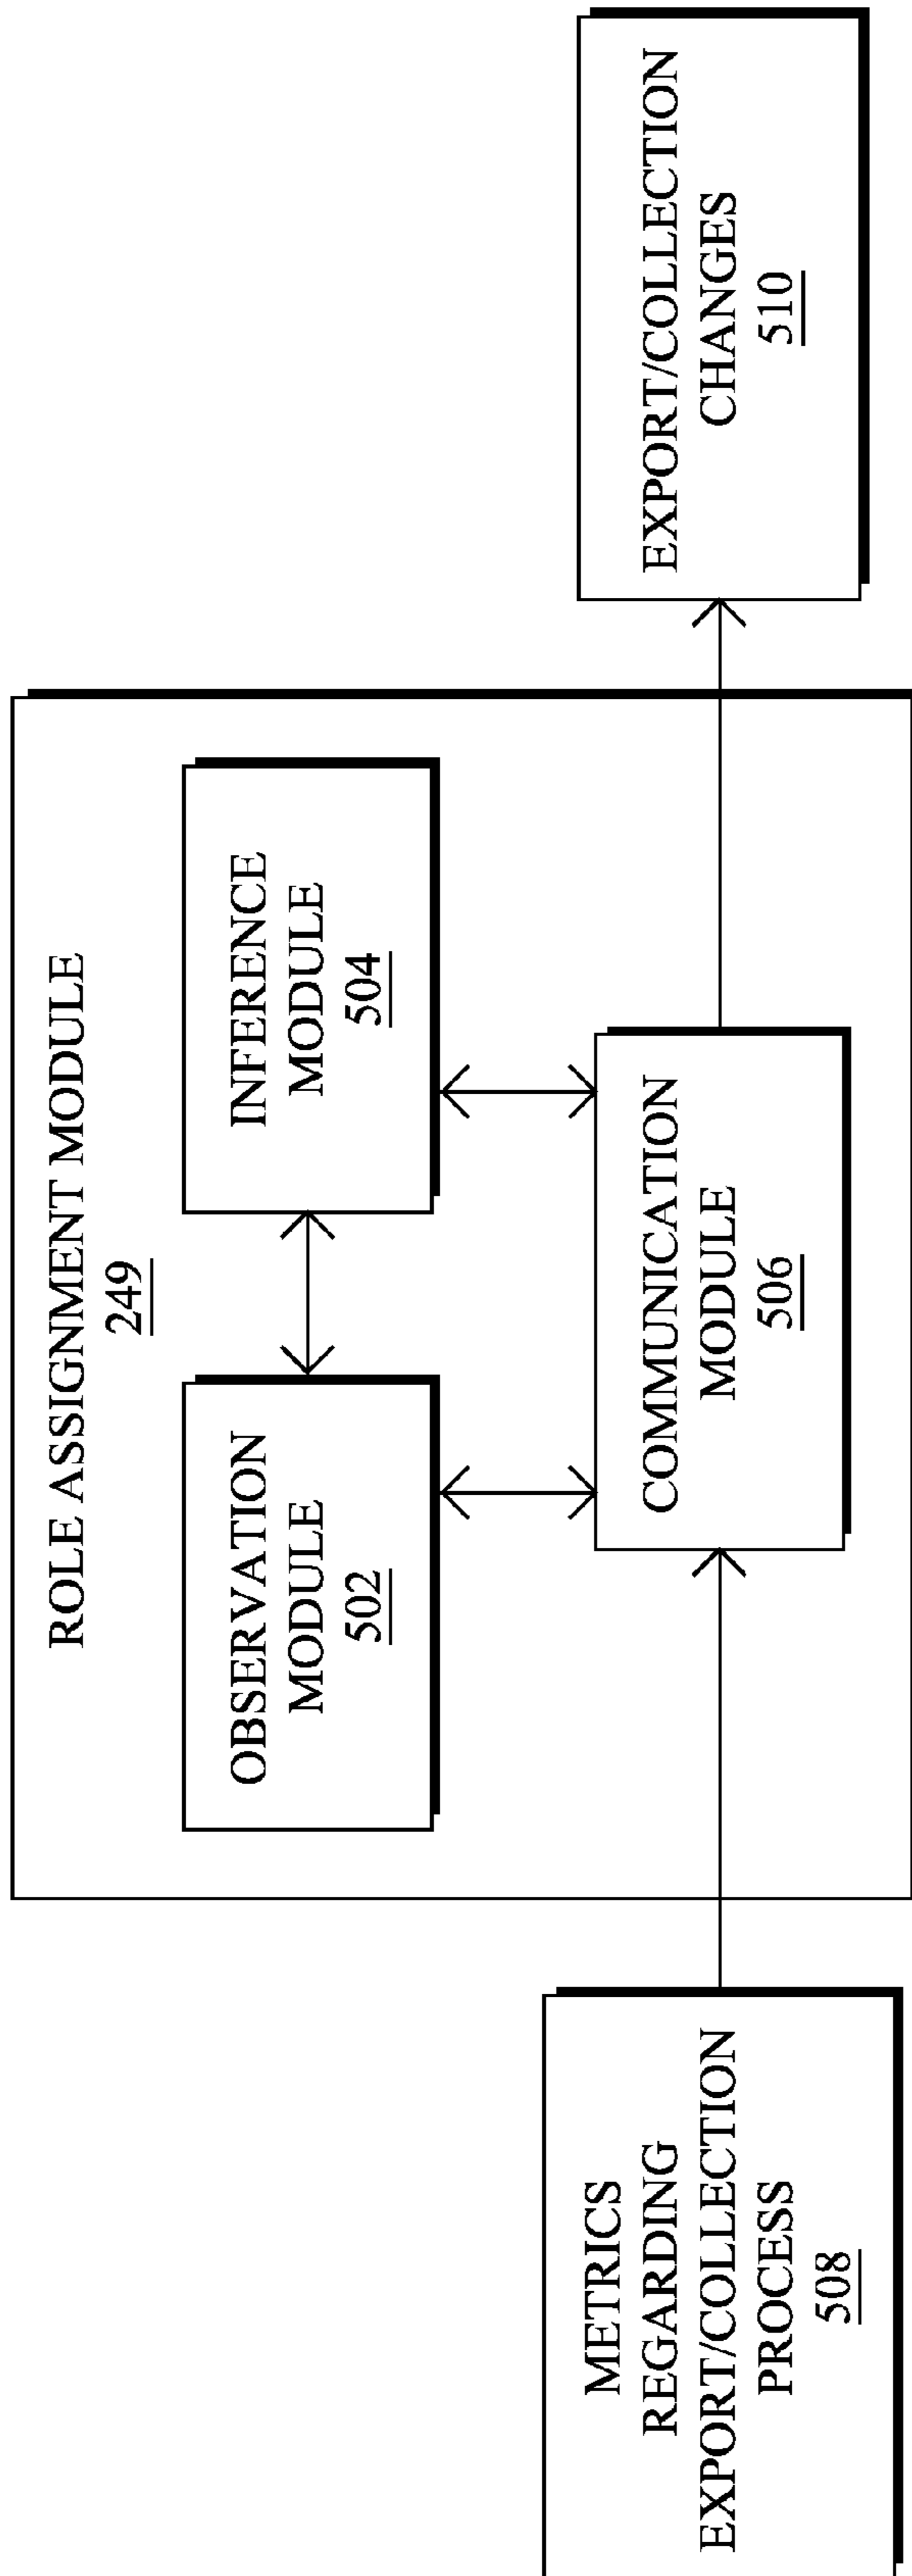 ROLE ASSIGNMENT MODULE
249
OBSERVATION
MODULE
502
INFERENCE
MODULE
504
METRICS
REGARDING
EXPORT/COLLECTION
PROCESS
508
COMMUNICATION
MODULE
506
EXPORT/COLLECTION
CHANGES
510